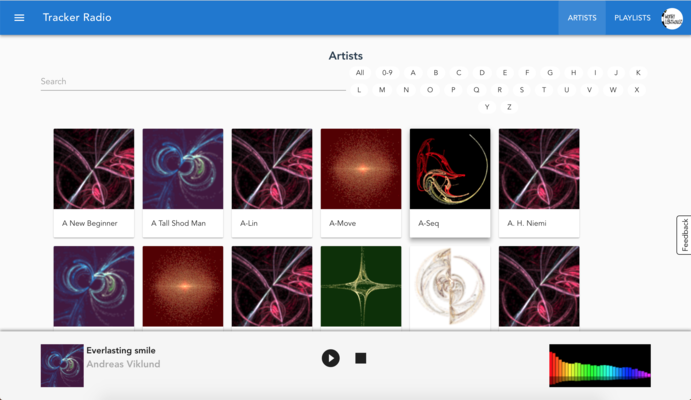 Tracker Radio
ARTISTS
PLAYLISTS
Artists
Search
All 0-9 A B C D E F G H I J K
L M N O P Q R S T U V W X
Y Z
A New Beginner
A Tall Shod Man
A-Lin
A-Move
A-Seq
A. H. Niemi
Feedback
Everlasting smile
Andreas Viklund